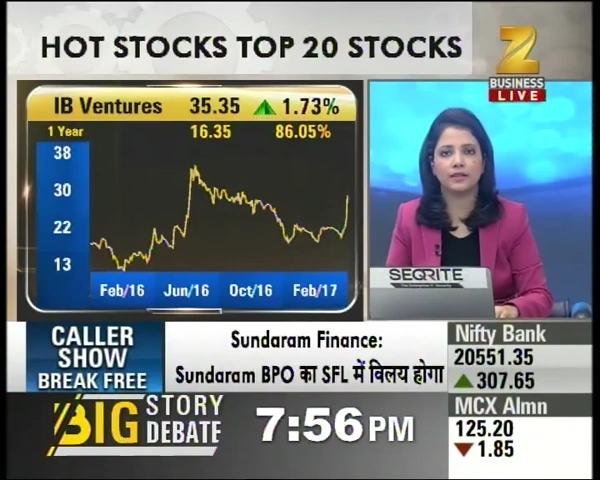 HOT STOCKS TOP 20 STOCKS
Z
BUSINESS
LIVE
IB Ventures 35.35 1.73%
1 Year 16.35 86.05%
38
30
22
13
Feb/16 Jun/16 Oct/16 Feb/17
SEQRITE
CALLER
SHOW
BREAK FREE
Sundaram Finance:
Sundaram BPO का SFL में विलय होगा
Nifty Bank
20551.35
307.65
BIG STORY
DEBATE
7:56 PM
MCX Almn
125.20
1.85